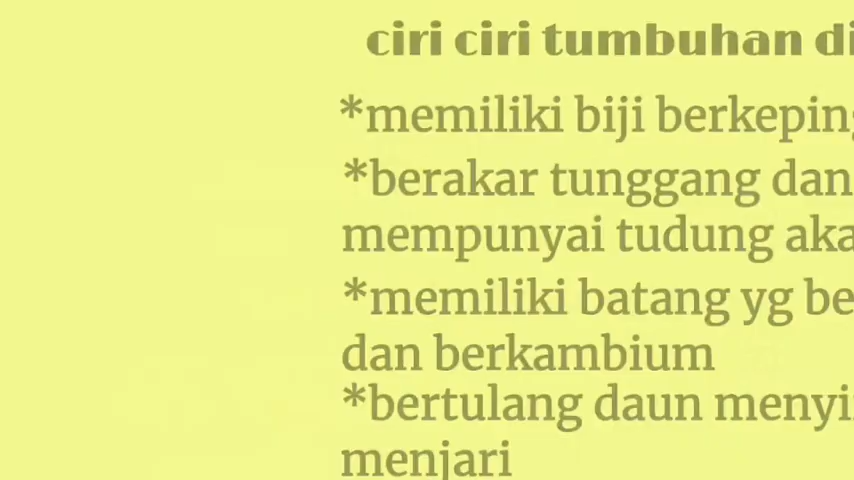 ciri ciri tumbuhan
*memiliki biji
*berakar tunggang dan
mempunyai tudung
*memiliki batang yg
dan berkambium
*bertulang daun
menjari